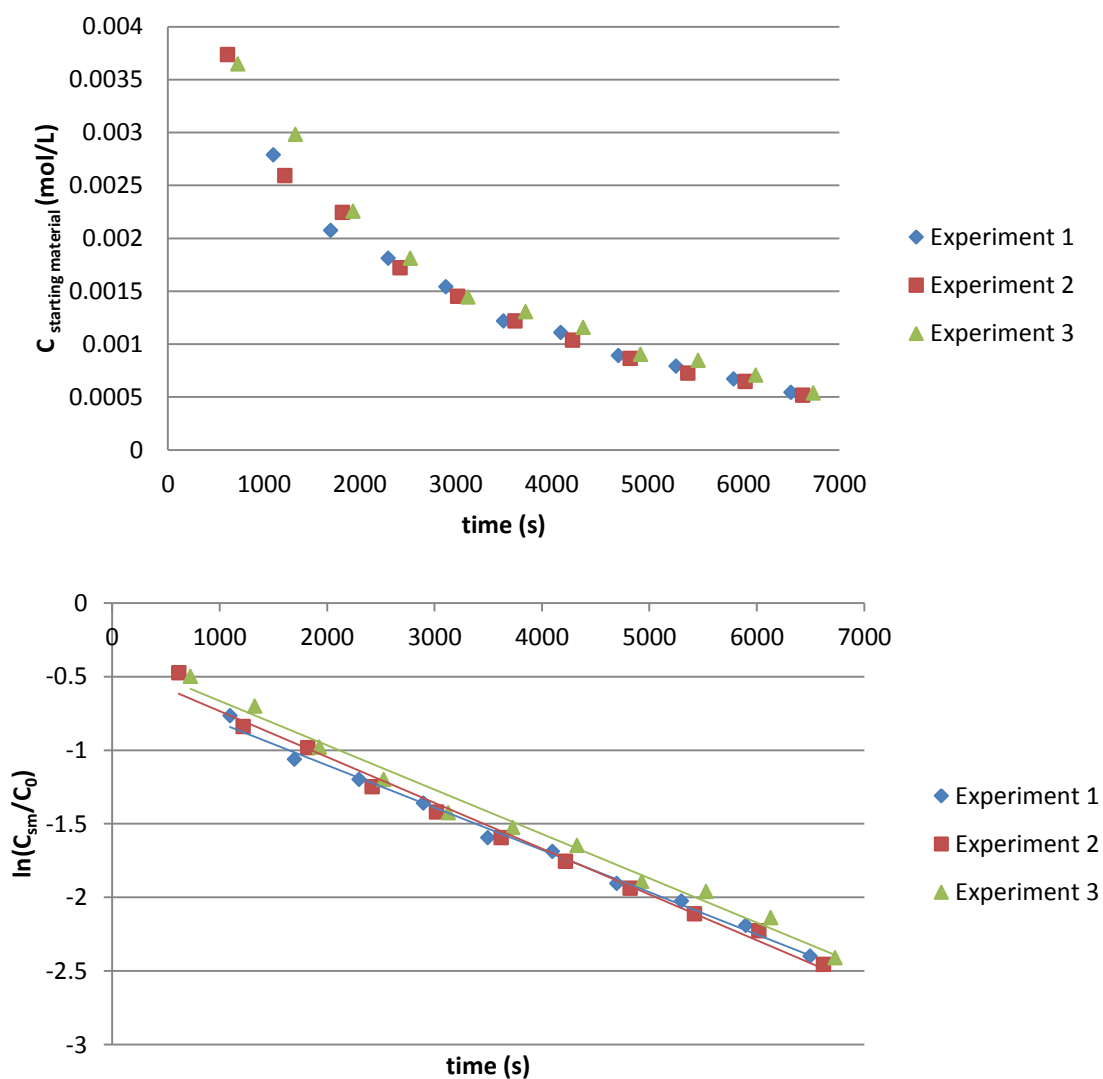 0.004
0.0035
0.003
0.0025
0.002
0.0015
0.001
0.0005
0
C starting material (mol/L)
0 1000 2000 3000 4000 5000 6000 7000
time (s)
Experiment 1
Experiment 2
Experiment 3
0
0 1000 2000 3000 4000 5000 6000 7000
-0.5
-1
-1.5
-2
-2.5
-3
ln(Csm/C0)
time (s)
Experiment 1
Experiment 2
Experiment 3